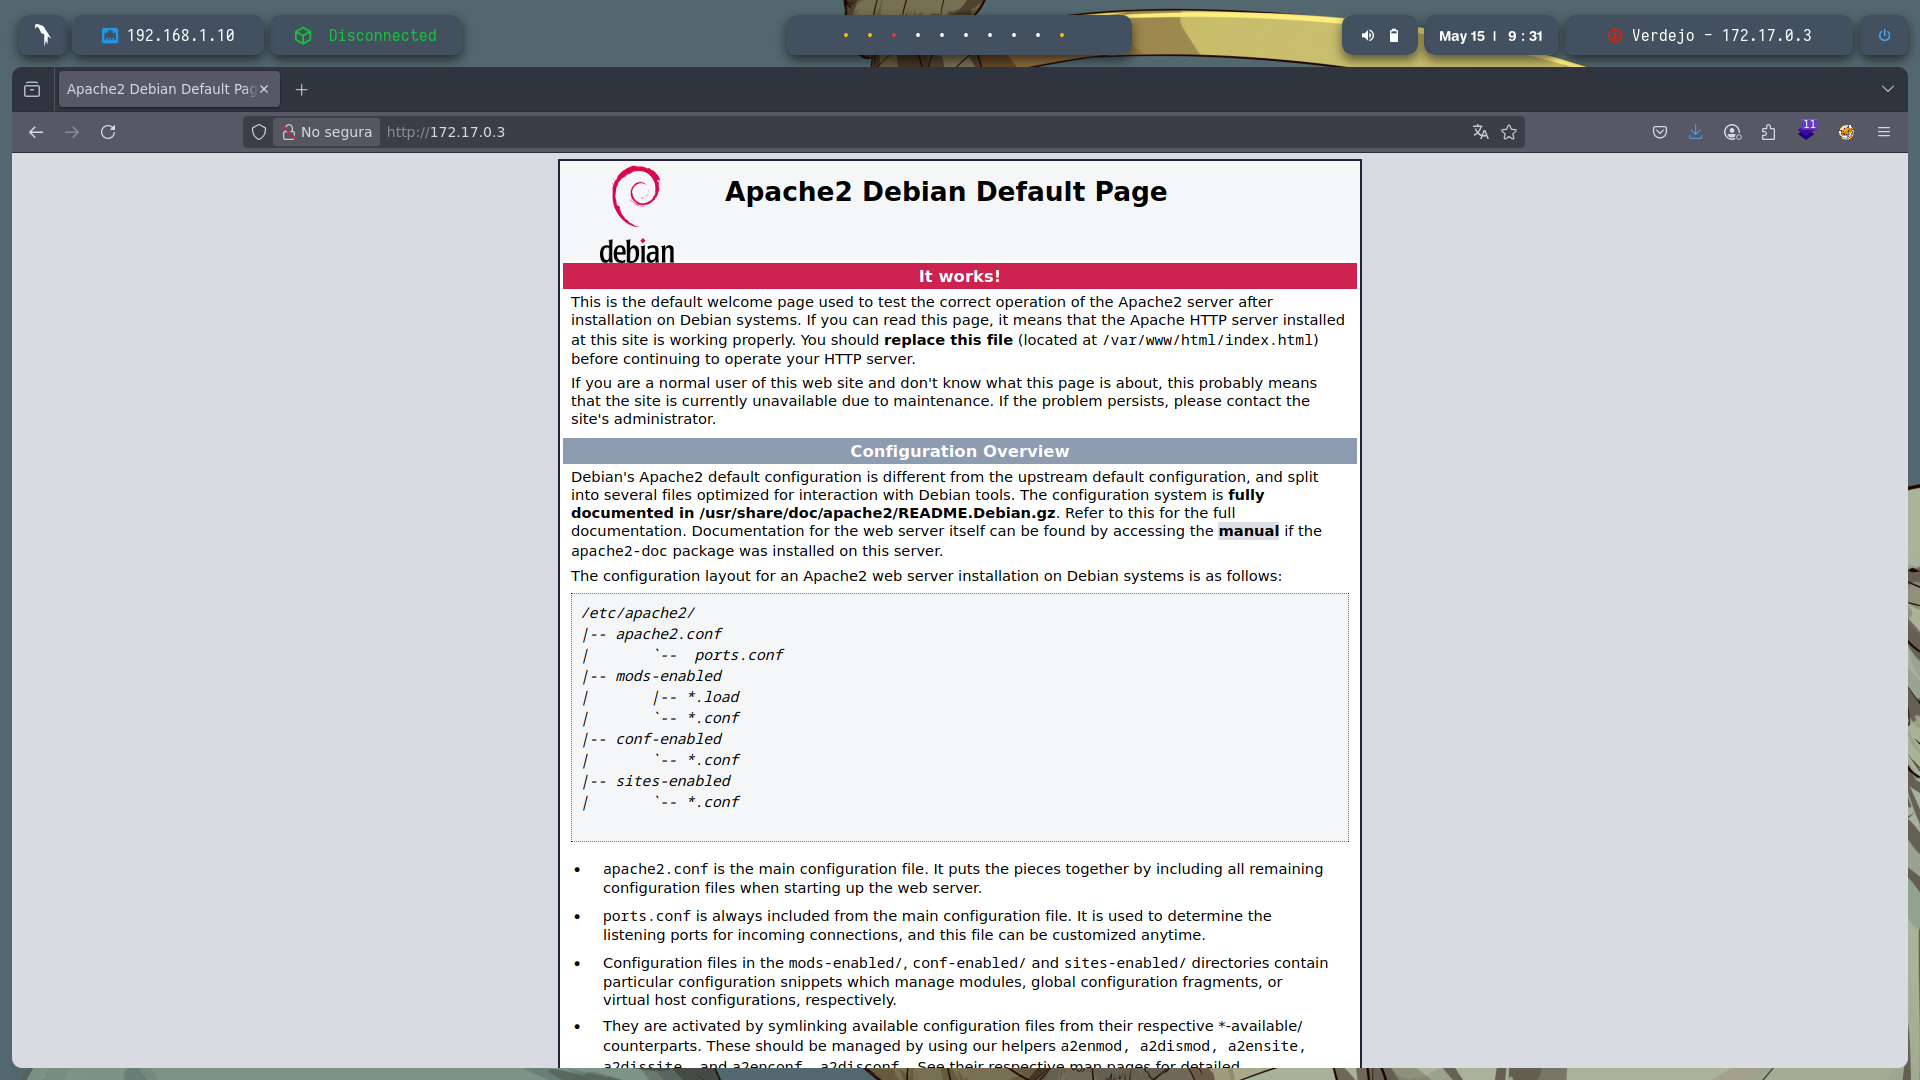 192.168.1.10
Disconnected
May 15 | 9 : 31
Verdejo - 172.17.0.3
Apache2 Debian Default Pag
No segura
http://172.17.0.3
11
debian
Apache2 Debian Default Page
It works!
This is the default welcome page used to test the correct operation of the Apache2 server after
installation on Debian systems. If you can read this page, it means that the Apache HTTP server installed
at this site is working properly. You should replace this file (located at /var/www/html/index.html)
before continuing to operate your HTTP server.
If you are a normal user of this web site and don't know what this page is about, this probably means
that the site is currently unavailable due to maintenance. If the problem persists, please contact the
site's administrator.
Configuration Overview
Debian's Apache2 default configuration is different from the upstream default configuration, and split
into several files optimized for interaction with Debian tools. The configuration system is fully
documented in /usr/share/doc/apache2/README.Debian.gz. Refer to this for the full
documentation. Documentation for the web server itself can be found by accessing the manual if the
apache2-doc package was installed on this server.
The configuration layout for an Apache2 web server installation on Debian systems is as follows:
/etc/apache2/
|-- apache2.conf
|       `--  ports.conf
|-- mods-enabled
|       |-- *.load
|       `-- *.conf
|-- conf-enabled
|       `-- *.conf
|-- sites-enabled
|       `-- *.conf
• apache2.conf is the main configuration file. It puts the pieces together by including all remaining
configuration files when starting up the web server.
• ports.conf is always included from the main configuration file. It is used to determine the
listening ports for incoming connections, and this file can be customized anytime.
• Configuration files in the mods-enabled/, conf-enabled/ and sites-enabled/ directories contain
particular configuration snippets which manage modules, global configuration fragments, or
virtual host configurations, respectively.
• They are activated by symlinking available configuration files from their respective *-available/
counterparts. These should be managed by using our helpers a2enmod, a2dismod, a2ensite,
a2dissite, and a2enconf, a2disconf. See their respective man pages for detailed